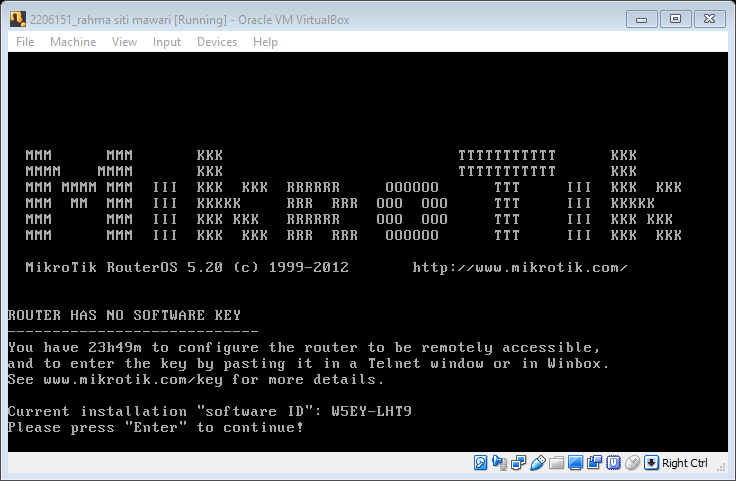 2206151_rahma siti mawari [Running] - Oracle VM VirtualBox
File Machine View Input Devices Help
MMM       MMM       KKK                          TTTTTTTTTTT      KKK
MMMM     MMMM       KKK                          TTTTTTTTTTT      KKK
MMM MMMM MMM  III  KKK  KKK  RRRRRR     OOOOOO      TTT     III  KKK  KKK
MMM  MM  MMM  III  KKKKK     RRR  RRR  OOO  OOO     TTT     III  KKKKK
MMM      MMM  III  KKK KKK   RRRRRR    OOO  OOO     TTT     III  KKK KKK
MMM      MMM  III  KKK  KKK  RRR  RRR   OOOOOO      TTT     III  KKK  KKK
MikroTik RouterOS 5.20 (c) 1999-2012       http://www.mikrotik.com/
ROUTER HAS NO SOFTWARE KEY
----------------------------
You have 23h49m to configure the router to be remotely accessible,
and to enter the key by pasting it in a Telnet window or in Winbox.
See www.mikrotik.com/key for more details.
Current installation "software ID": W5EY-LHT9
Please press "Enter" to continue!
Right Ctrl